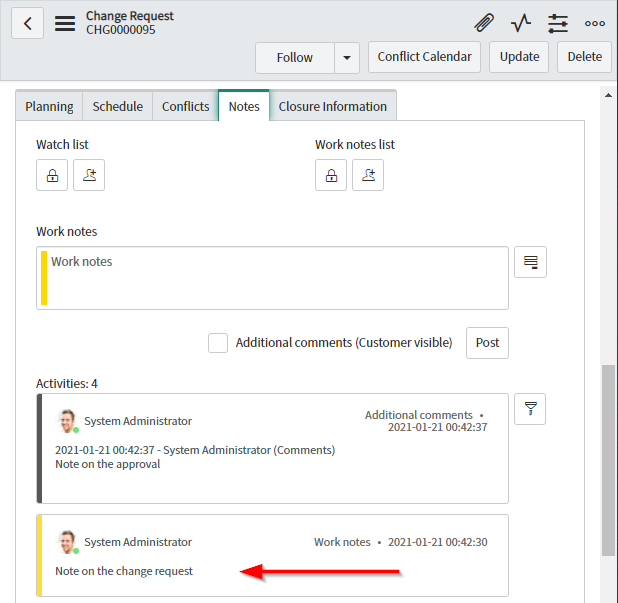 Change Request
CHG0000095
Follow
Conflict Calendar
Update
Delete
Planning
Schedule
Conflicts
Notes
Closure Information
Watch list
Work notes list
Work notes
Work notes
Additional comments (Customer visible)
Post
Activities: 4
System Administrator
Additional comments •
2021-01-21 00:42:37
2021-01-21 00:42:37 - System Administrator (Comments)
Note on the approval
System Administrator
Work notes • 2021-01-21 00:42:30
Note on the change request